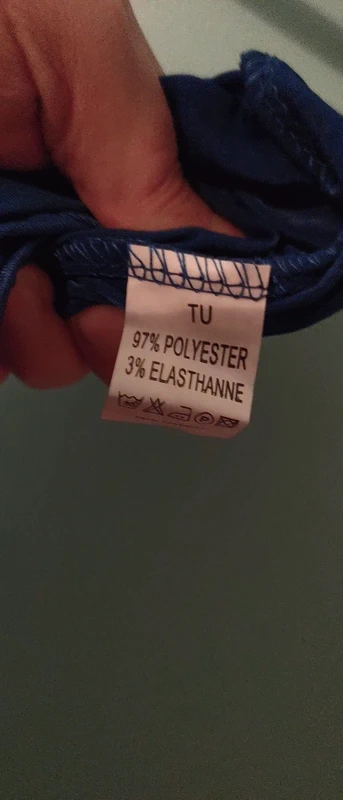 TU
97% POLYESTER
3% ELASTHANNE